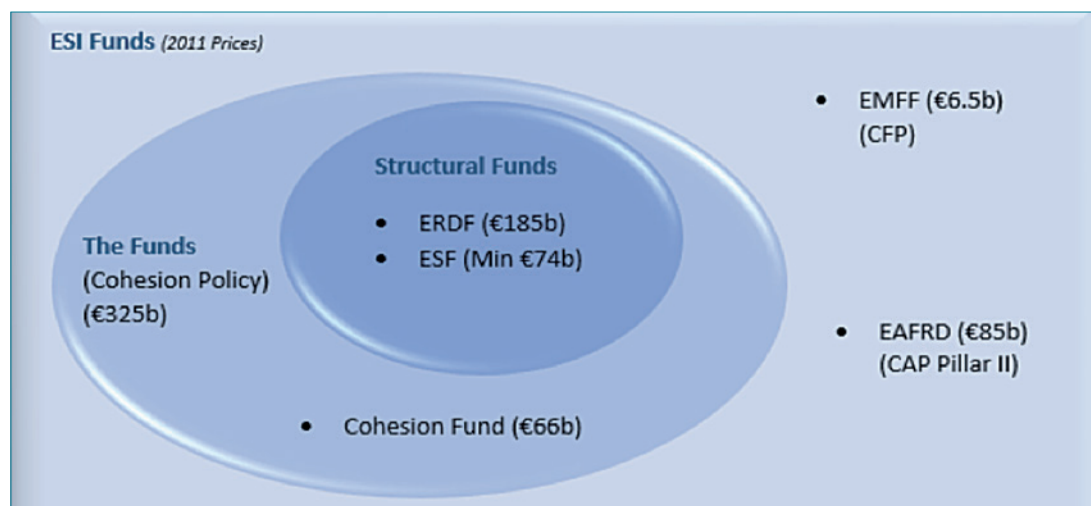 ESI Funds (2011 Prices)
• EMFF (€6.5b)
(CFP)
Structural Funds
• ERDF (€185b)
• ESF (Min €74b)
The Funds
(Cohesion Policy)
(€325b)
• EAFRD (€85b)
(CAP Pillar II)
• Cohesion Fund (€66b)